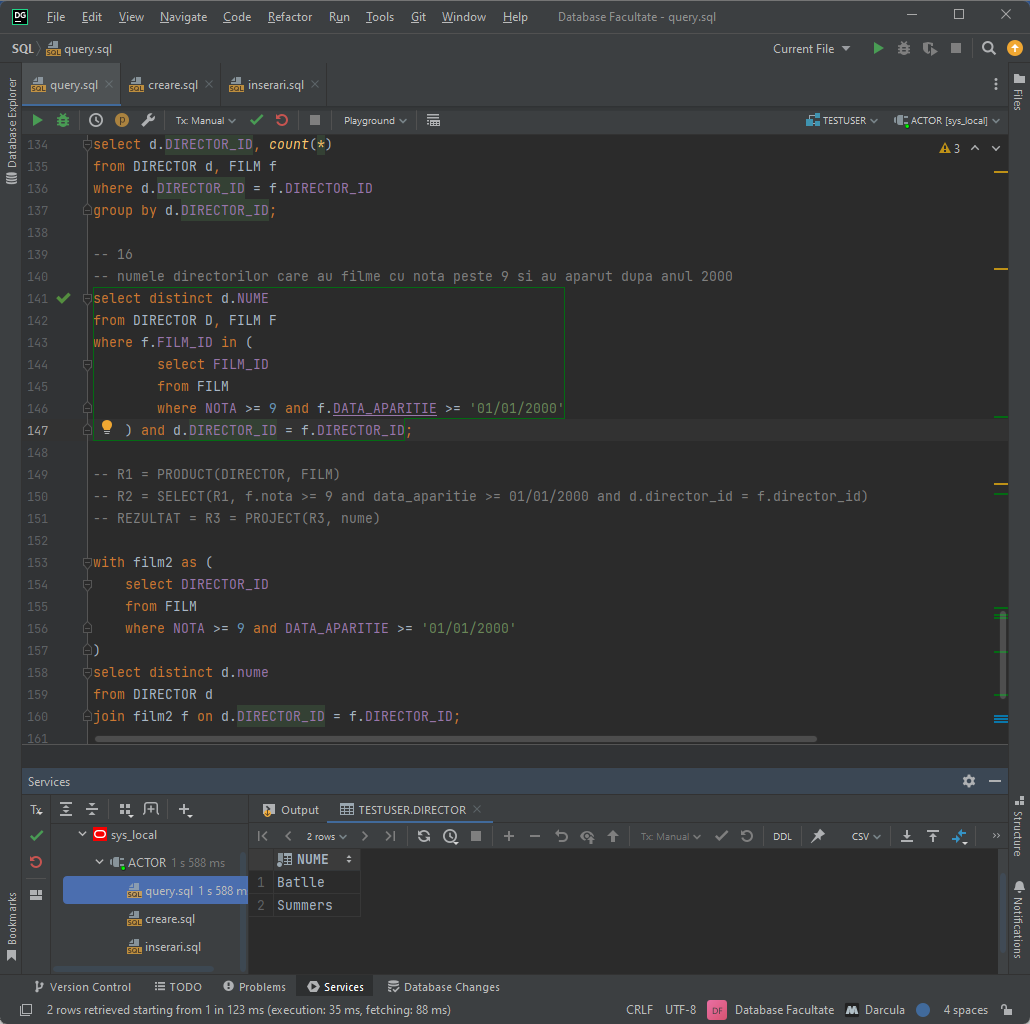 DG File Edit View Navigate Code Refactor Run Tools Git Window Help Database Facultate - query.sql
SQL query.sql Current File
query.sql creare.sql inserari.sql
Database Explorer
Files
Tx: Manual Playground TESTUSER ACTOR [sys_local]
3
134 select d.DIRECTOR_ID, count(*)
135 from DIRECTOR d, FILM f
136 where d.DIRECTOR_ID = f.DIRECTOR_ID
137 group by d.DIRECTOR_ID;
138
139 -- 16
140 -- numele directorilor care au filme cu nota peste 9 si au aparut dupa anul 2000
141 select distinct d.NUME
142 from DIRECTOR D, FILM F
143 where f.FILM_ID in (
144 select FILM_ID
145 from FILM
146 where NOTA >= 9 and f.DATA_APARITIE >= '01/01/2000'
147 ) and d.DIRECTOR_ID = f.DIRECTOR_ID;
148
149 -- R1 = PRODUCT(DIRECTOR, FILM)
150 -- R2 = SELECT(R1, f.nota >= 9 and data_aparitie >= 01/01/2000 and d.director_id = f.director_id)
151 -- REZULTAT = R3 = PROJECT(R3, nume)
152
153 with film2 as (
154 select DIRECTOR_ID
155 from FILM
156 where NOTA >= 9 and DATA_APARITIE >= '01/01/2000'
157 )
158 select distinct d.nume
159 from DIRECTOR d
160 join film2 f on d.DIRECTOR_ID = f.DIRECTOR_ID;
161
Services
Tx
sys_local
ACTOR 1 s 588 ms
query.sql 1 s 588 m
creare.sql
inserari.sql
Output TESTUSER.DIRECTOR
2 rows Tx: Manual DDL CSV
NUME
1 Batlle
2 Summers
Structure
Notifications
Bookmarks
Version Control TODO Problems Services Database Changes
2 rows retrieved starting from 1 in 123 ms (execution: 35 ms, fetching: 88 ms) CRLF UTF-8 DF Database Facultate Darcula 4 spaces